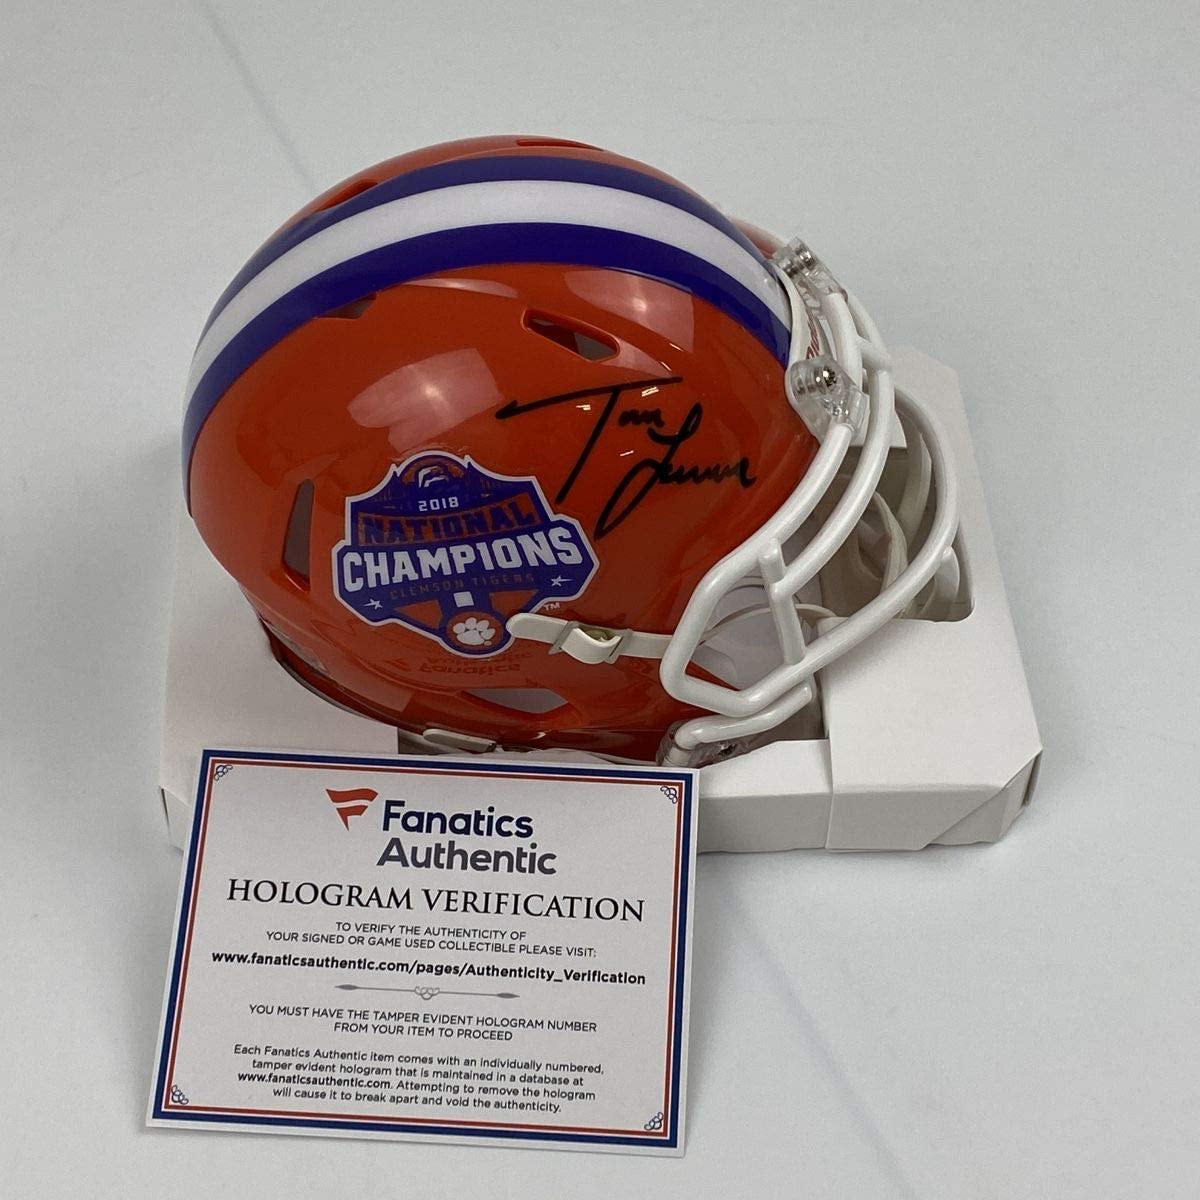 2018
NATIONAL
CHAMPIONS
CLEMSON TIGERS
TM
Fanatics
Authentic
HOLOGRAM VERIFICATION
TO VERIFY THE AUTHENTICITY OF
YOUR SIGNED OR GAME USED COLLECTIBLE PLEASE VISIT:
www.fanaticsauthentic.com/pages/Authenticity_Verification
YOU MUST HAVE THE TAMPER EVIDENT HOLOGRAM NUMBER
FROM YOUR ITEM TO PROCEED
Each Fanatics Authentic item comes with an individually numbered,
tamper evident hologram that is maintained in a database at
www.fanaticsauthentic.com. Attempting to remove the hologram
will cause it to break apart and void the authenticity.